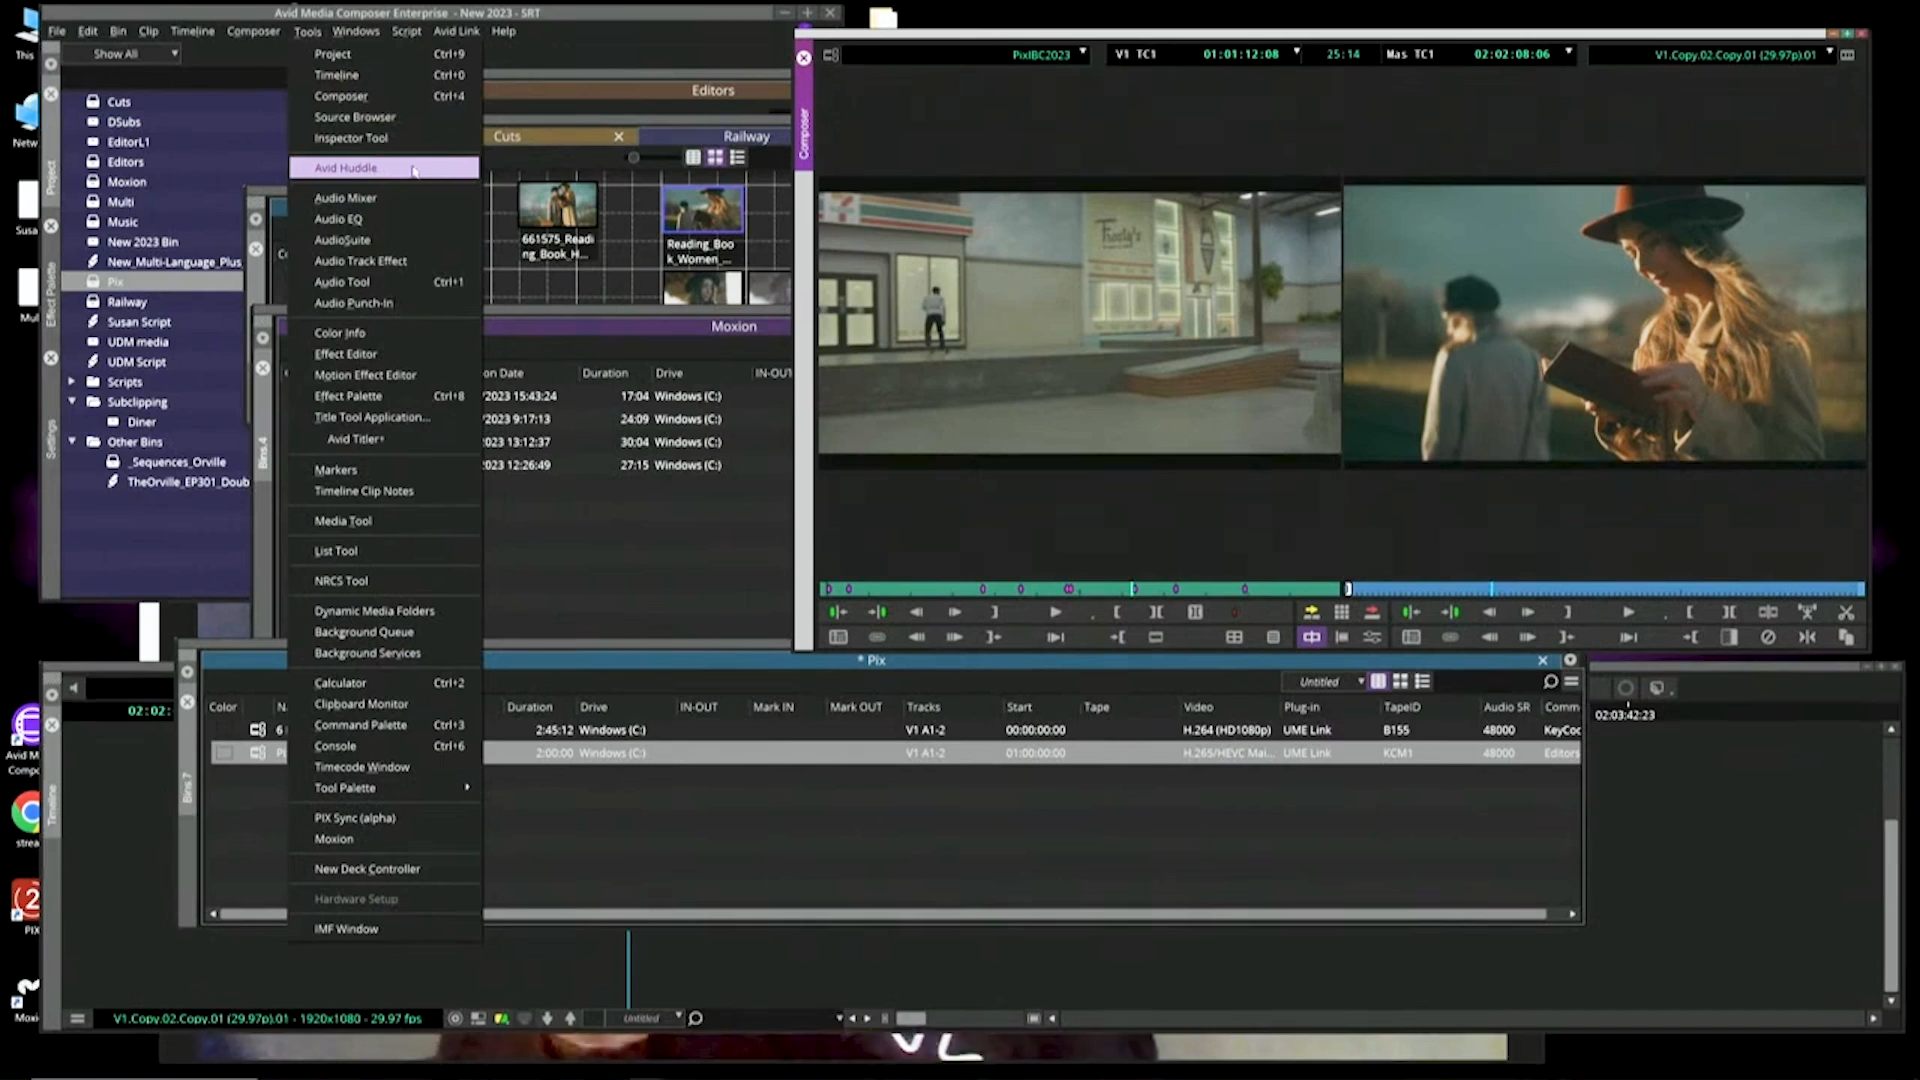 Avid Media Composer Enterprise - New 2023 - SRT
File Edit Bin Clip Timeline Composer Tools Windows Script Avid Link Help
Show All
Project
Effect Palette
Settings
Cuts
DSubs
EditorL1
Editors
Moxion
Multi
Music
New 2023 Bin
New_Multi-Language_Plus
Pix
Railway
Susan Script
UDM media
UDM Script
Scripts
Subclipping
Diner
Other Bins
_Sequences_Orville
TheOrville_EP301_Doub
Project Ctrl+9
Timeline Ctrl+0
Composer Ctrl+4
Source Browser
Inspector Tool
Avid Huddle
Audio Mixer
Audio EQ
AudioSuite
Audio Track Effect
Audio Tool Ctrl+1
Audio Punch-In
Color Info
Effect Editor
Motion Effect Editor
Effect Palette Ctrl+8
Title Tool Application...
Avid Titler+
Markers
Timeline Clip Notes
Media Tool
List Tool
NRCS Tool
Dynamic Media Folders
Background Queue
Background Services
Calculator Ctrl+2
Clipboard Monitor
Command Palette Ctrl+3
Console Ctrl+6
Timecode Window
Tool Palette
PIX Sync (alpha)
Moxion
New Deck Controller
Hardware Setup
IMF Window
Editors
Cuts Railway
661575_Readi
ng_Book_H...
Reading_Boo
k_Women_...
Moxion
Bins.4
on Date Duration Drive IN-OUT
/2023 15:43:24 17:04 Windows (C:)
2023 9:17:13 24:09 Windows (C:)
023 13:12:37 30:04 Windows (C:)
023 12:26:49 27:15 Windows (C:)
Composer
PixIBC2023 V1 TC1 01:01:12:08 25:14 Mas TC1 02:02:08:06 V1.Copy.02.Copy.01 (29.97p).01
Frosty's
* Pix
Untitled
Bins.7
Color N Duration Drive IN-OUT Mark IN Mark OUT Tracks Start Tape Video Plug-in TapeID Audio SR Comm
6 2:45:12 Windows (C:) V1 A1-2 00:00:00:00 H.264 (HD1080p) UME Link B155 48000 KeyCod
2:00:00 Windows (C:) V1 A1-2 01:00:00:00 H.265/HEVC Mai... UME Link KCM1 48000 Editors
02:02:
02:03:42:23
Timeline
V1.Copy.02.Copy.01 (29.97p).01 - 1920x1080 - 29.97 fps
Untitled
This
Netw
Susa
Mul
Avid M
Compo
strea
PIX
Moxi